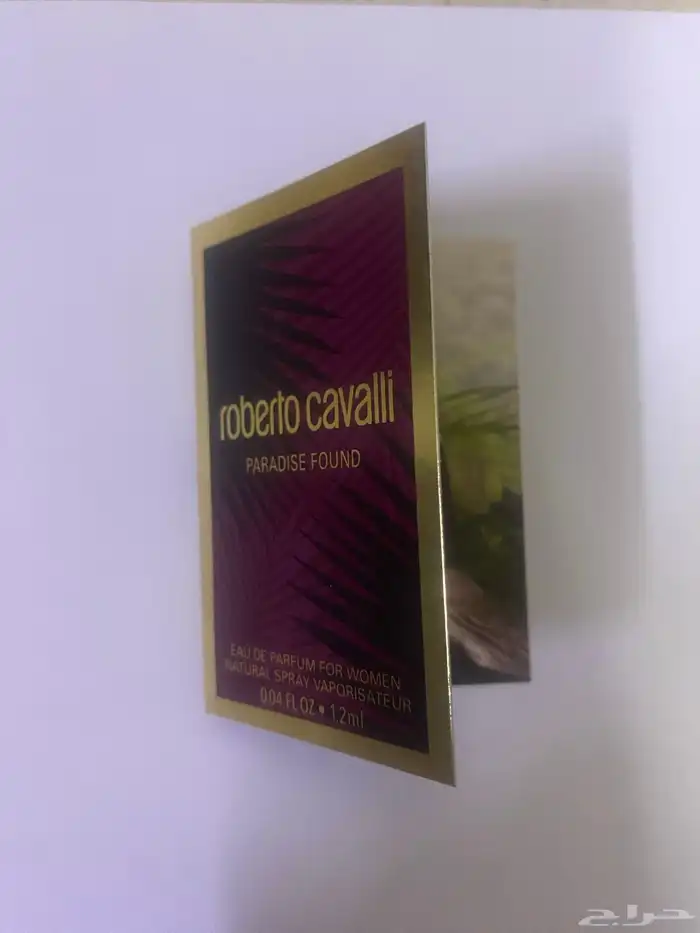 roberto cavalli
PARADISE FOUND
EAU DE PARFUM FOR WOMEN
NATURAL SPRAY VAPORISATEUR
0.04 FL OZ • 1.2ml
حراج